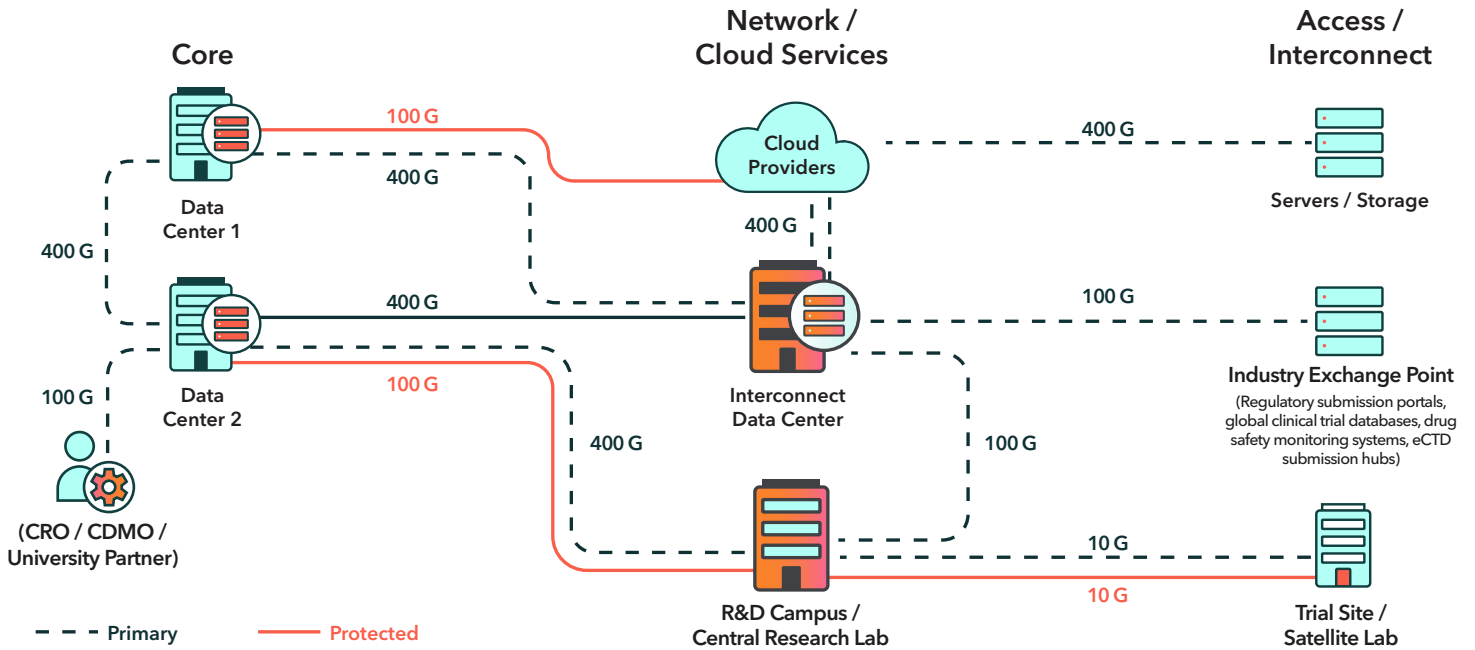 Core
Network /
Cloud Services
Access /
Interconnect
100 G
400 G
Cloud
Providers
400 G
Servers / Storage
Data
Center 1
400 G
400 G
400 G
100 G
Data
Center 2
100 G
100 G
Interconnect
Data Center
Industry Exchange Point
(Regulatory submission portals,
global clinical trial databases, drug
safety monitoring systems, eCTD
submission hubs)
400 G
100 G
(CRO / CDMO /
University Partner)
10 G
10 G
R&D Campus /
Central Research Lab
Trial Site /
Satellite Lab
Primary
Protected